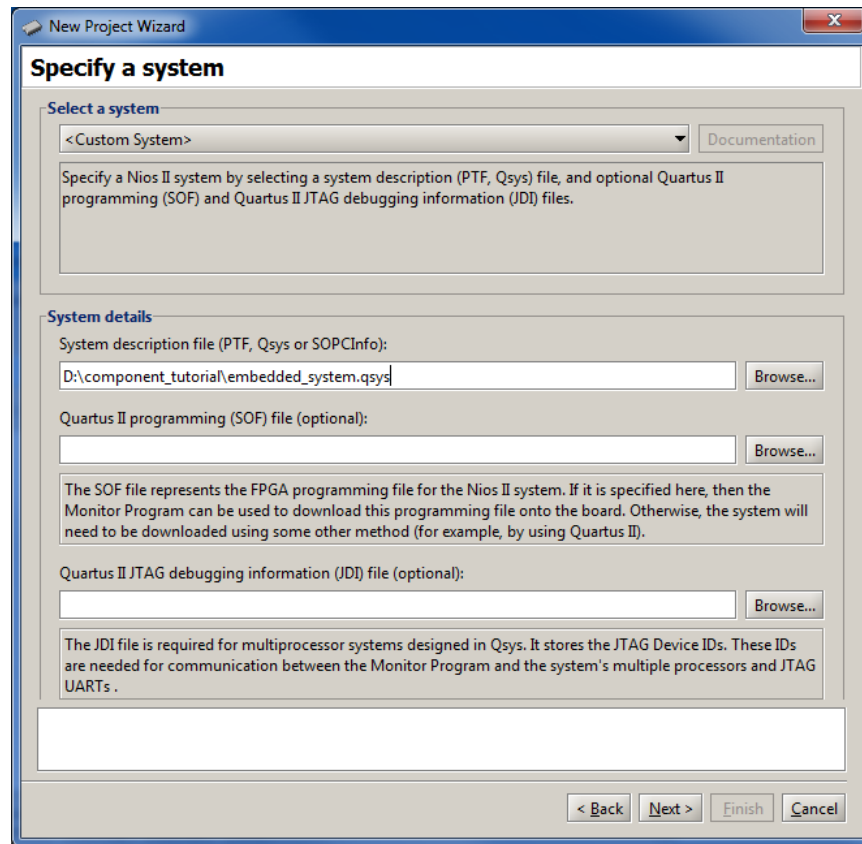 New Project Wizard
Specify a system
Select a system
<Custom System>
Documentation
Specify a Nios II system by selecting a system description (PTF, Qsys) file, and optional Quartus II
programming (SOF) and Quartus II JTAG debugging information (JDI) files.
System details
System description file (PTF, Qsys or SOPCInfo):
D:\component_tutorial\embedded_system.qsys
Browse...
Quartus II programming (SOF) file (optional):
Browse...
The SOF file represents the FPGA programming file for the Nios II system. If it is specified here, then the
Monitor Program can be used to download this programming file onto the board. Otherwise, the system will
need to be downloaded using some other method (for example, by using Quartus II).
Quartus II JTAG debugging information (JDI) file (optional):
Browse...
The JDI file is required for multiprocessor systems designed in Qsys. It stores the JTAG Device IDs. These IDs
are needed for communication between the Monitor Program and the system's multiple processors and JTAG
UARTs .
< Back
Next >
Finish
Cancel